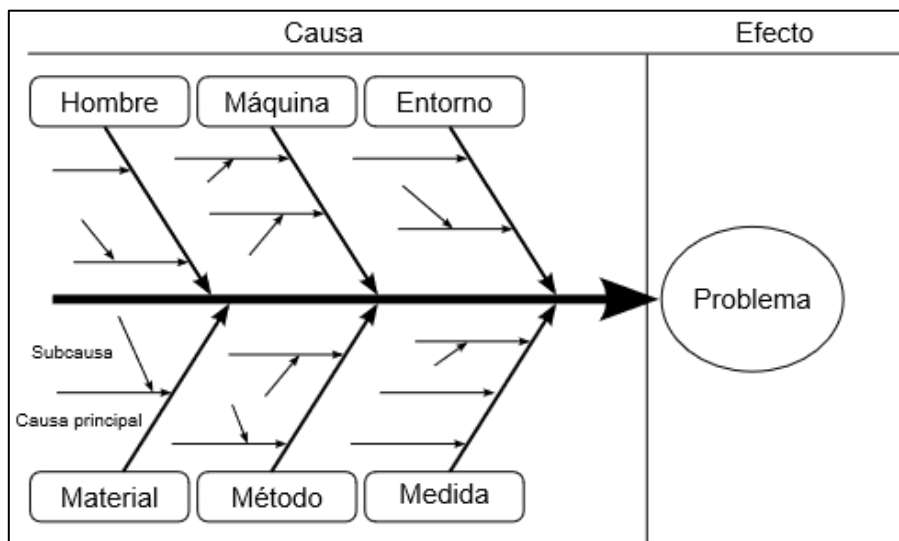 Causa
Efecto
Hombre
Máquina
Entorno
Problema
Subcausa
Causa principal
Material
Método
Medida